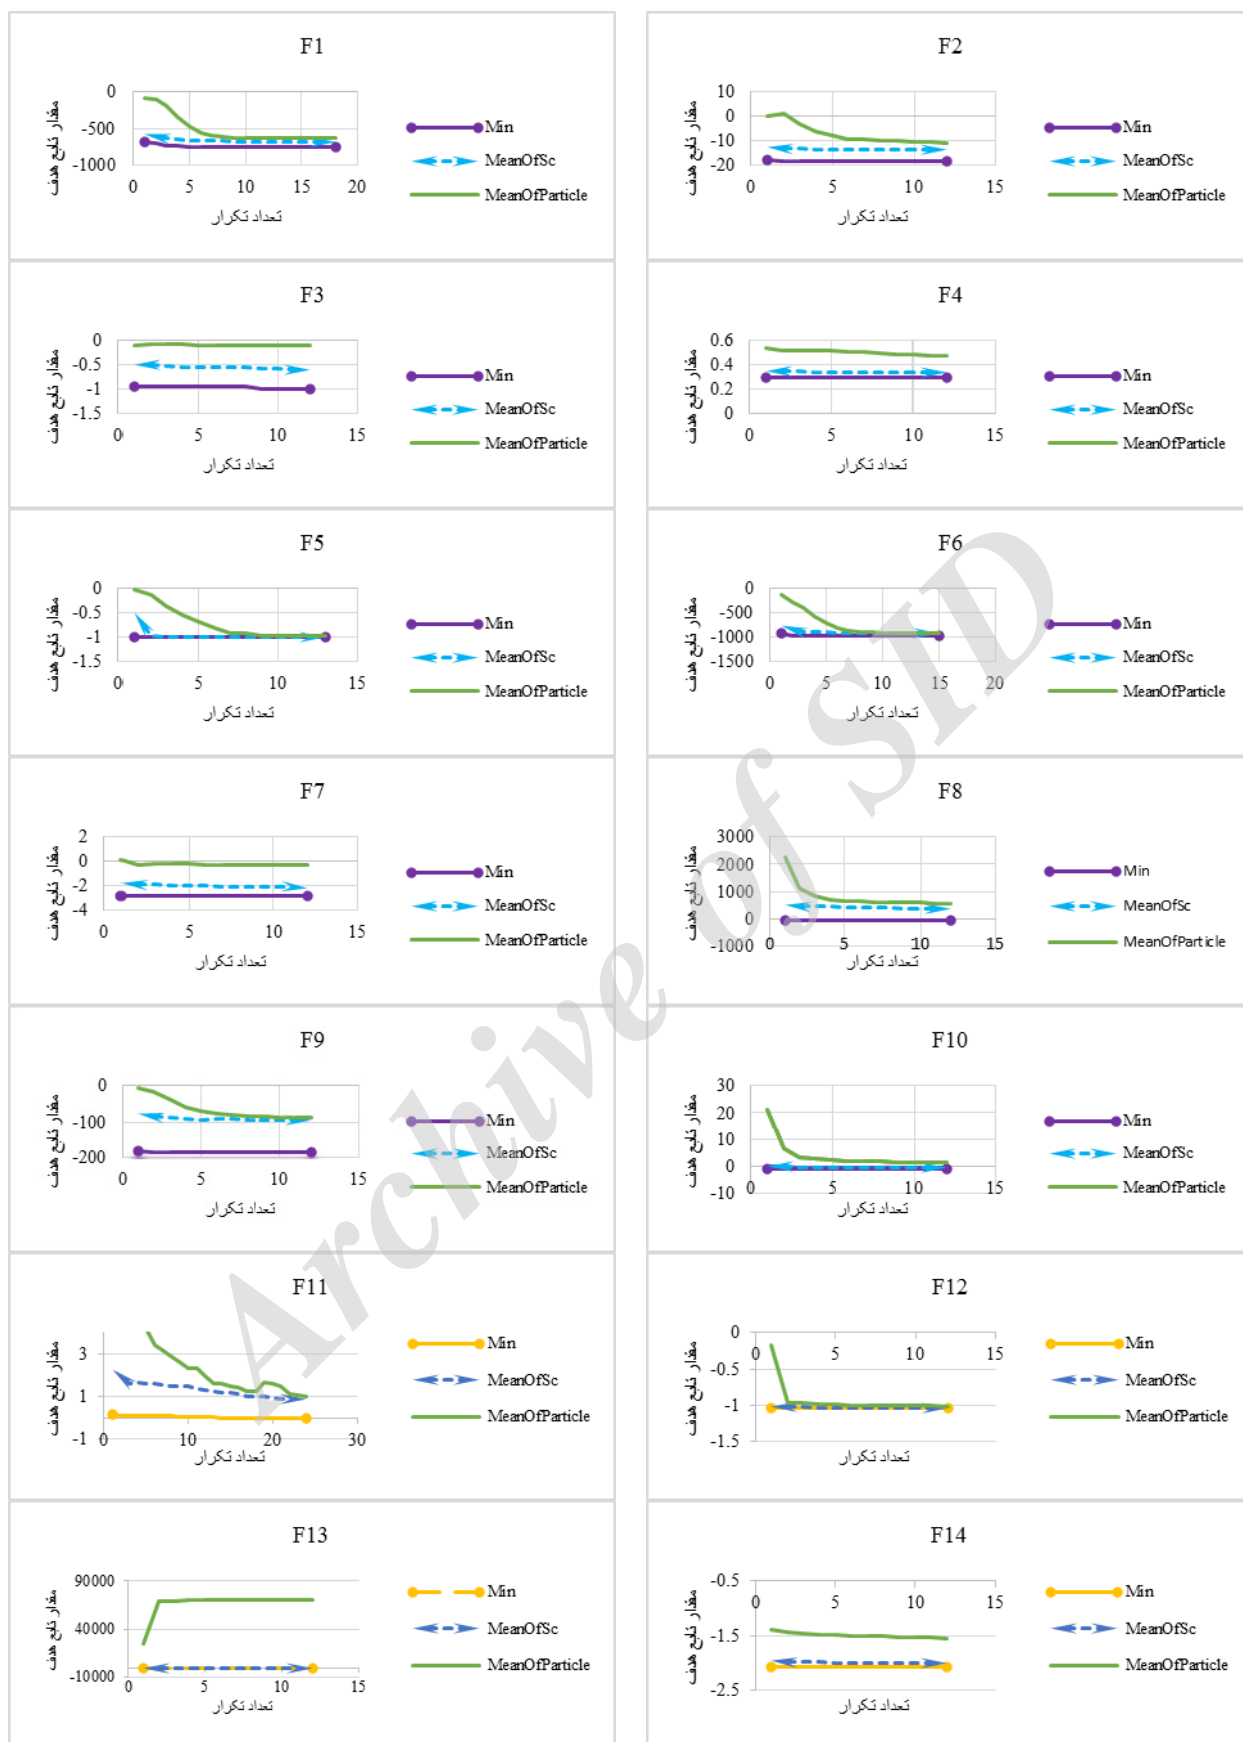 F1
مقدار تابع هدف
0
-500
-1000
0 5 10 15 20
تعداد تکرار
Min
MeanOfSc
MeanOfParticle
F2
مقدار تابع هدف
10
0
-10
-20
0 5 10 15
تعداد تکرار
Min
MeanOfSc
MeanOfParticle
F3
مقدار تابع هدف
0
-0.5
-1
-1.5
0 5 10 15
تعداد تکرار
Min
MeanOfSc
MeanOfParticle
F4
مقدار تابع هدف
0.6
0.4
0.2
0
0 5 10 15
تعداد تکرار
Min
MeanOfSc
MeanOfParticle
F5
مقدار تابع هدف
0
-0.5
-1
-1.5
0 5 10 15
تعداد تکرار
Min
MeanOfSc
MeanOfParticle
F6
مقدار تابع هدف
0
-500
-1000
-1500
0 5 10 15 20
تعداد تکرار
Min
MeanOfSc
MeanOfParticle
F7
مقدار تابع هدف
2
0
-2
-4
0 5 10 15
تعداد تکرار
Min
MeanOfSc
MeanOfParticle
F8
مقدار تابع هدف
3000
2000
1000
0
-1000
0 5 10 15
تعداد تکرار
Min
MeanOfSc
MeanOfParticle
F9
مقدار تابع هدف
0
-100
-200
0 5 10 15
تعداد تکرار
Min
MeanOfSc
MeanOfParticle
F10
مقدار تابع هدف
30
20
10
0
-10
0 5 10 15
تعداد تکرار
Min
MeanOfSc
MeanOfParticle
F11
مقدار تابع هدف
3
1
-1
0 10 20 30
تعداد تکرار
Min
MeanOfSc
MeanOfParticle
F12
مقدار تابع هدف
0
-0.5
-1
-1.5
0 5 10 15
تعداد تکرار
Min
MeanOfSc
MeanOfParticle
F13
مقدار تابع هدف
90000
40000
-10000
0 5 10 15
تعداد تکرار
Min
MeanOfSc
MeanOfParticle
F14
مقدار تابع هدف
-0.5
-1.5
-2.5
0 5 10 15
تعداد تکرار
Min
MeanOfSc
MeanOfParticle
Archive of SID